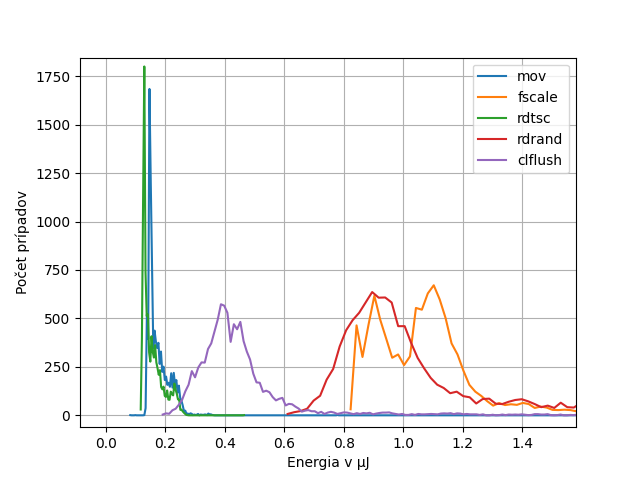 mov
fscale
rdtsc
rdrand
clflush
1750
1500
1250
1000
750
500
250
0
Počet prípadov
0.0 0.2 0.4 0.6 0.8 1.0 1.2 1.4
Energia v µJ